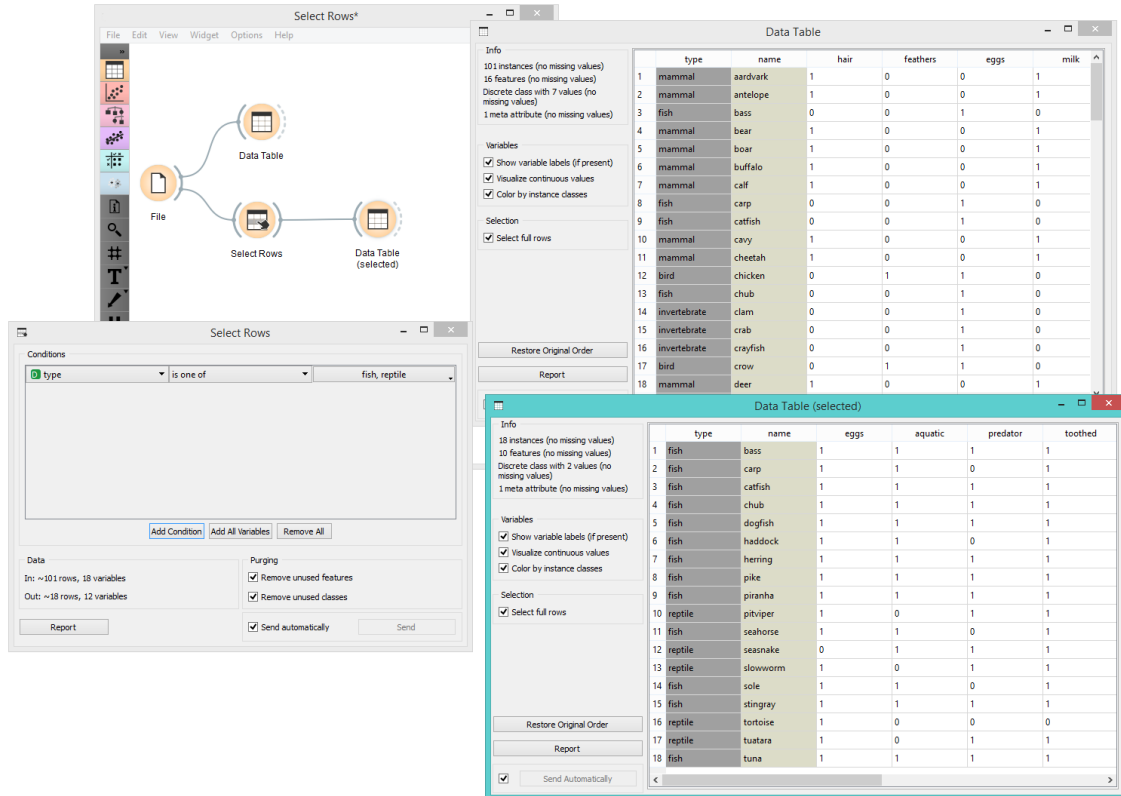 Select Rows*
File Edit View Widget Options Help
File
Data Table
Select Rows
Data Table
(selected)
Data Table
Info
101 instances (no missing values)
16 features (no missing values)
Discrete class with 7 values (no
missing values)
1 meta attribute (no missing values)
Variables
Show variable labels (if present)
Visualize continuous values
Color by instance classes
Selection
Select full rows
Restore Original Order
Report
type name hair feathers eggs milk
1 mammal aardvark 1 0 0 1
2 mammal antelope 1 0 0 1
3 fish bass 0 0 1 0
4 mammal bear 1 0 0 1
5 mammal boar 1 0 0 1
6 mammal buffalo 1 0 0 1
7 mammal calf 1 0 0 1
8 fish carp 0 0 1 0
9 fish catfish 0 0 1 0
10 mammal cavy 1 0 0 1
11 mammal cheetah 1 0 0 1
12 bird chicken 0 1 1 0
13 fish chub 0 0 1 0
14 invertebrate clam 0 0 1 0
15 invertebrate crab 0 0 1 0
16 invertebrate crayfish 0 0 1 0
17 bird crow 0 1 1 0
18 mammal deer 1 0 0 1
Select Rows
Conditions
D type is one of fish, reptile
Add Condition Add All Variables Remove All
Data
In: ~101 rows, 18 variables
Out: ~18 rows, 12 variables
Report
Purging
Remove unused features
Remove unused classes
Send automatically Send
Data Table (selected)
Info
18 instances (no missing values)
10 features (no missing values)
Discrete class with 2 values (no
missing values)
1 meta attribute (no missing values)
Variables
Show variable labels (if present)
Visualize continuous values
Color by instance classes
Selection
Select full rows
Restore Original Order
Report
Send Automatically
type name eggs aquatic predator toothed
1 fish bass 1 1 1 1
2 fish carp 1 1 0 1
3 fish catfish 1 1 1 1
4 fish chub 1 1 1 1
5 fish dogfish 1 1 1 1
6 fish haddock 1 1 0 1
7 fish herring 1 1 1 1
8 fish pike 1 1 1 1
9 fish piranha 1 1 1 1
10 reptile pitviper 1 0 1 1
11 fish seahorse 1 1 0 1
12 reptile seasnake 0 1 1 1
13 reptile slowworm 1 0 1 1
14 fish sole 1 1 0 1
15 fish stingray 1 1 1 1
16 reptile tortoise 1 0 0 0
17 reptile tuatara 1 0 1 1
18 fish tuna 1 1 1 1